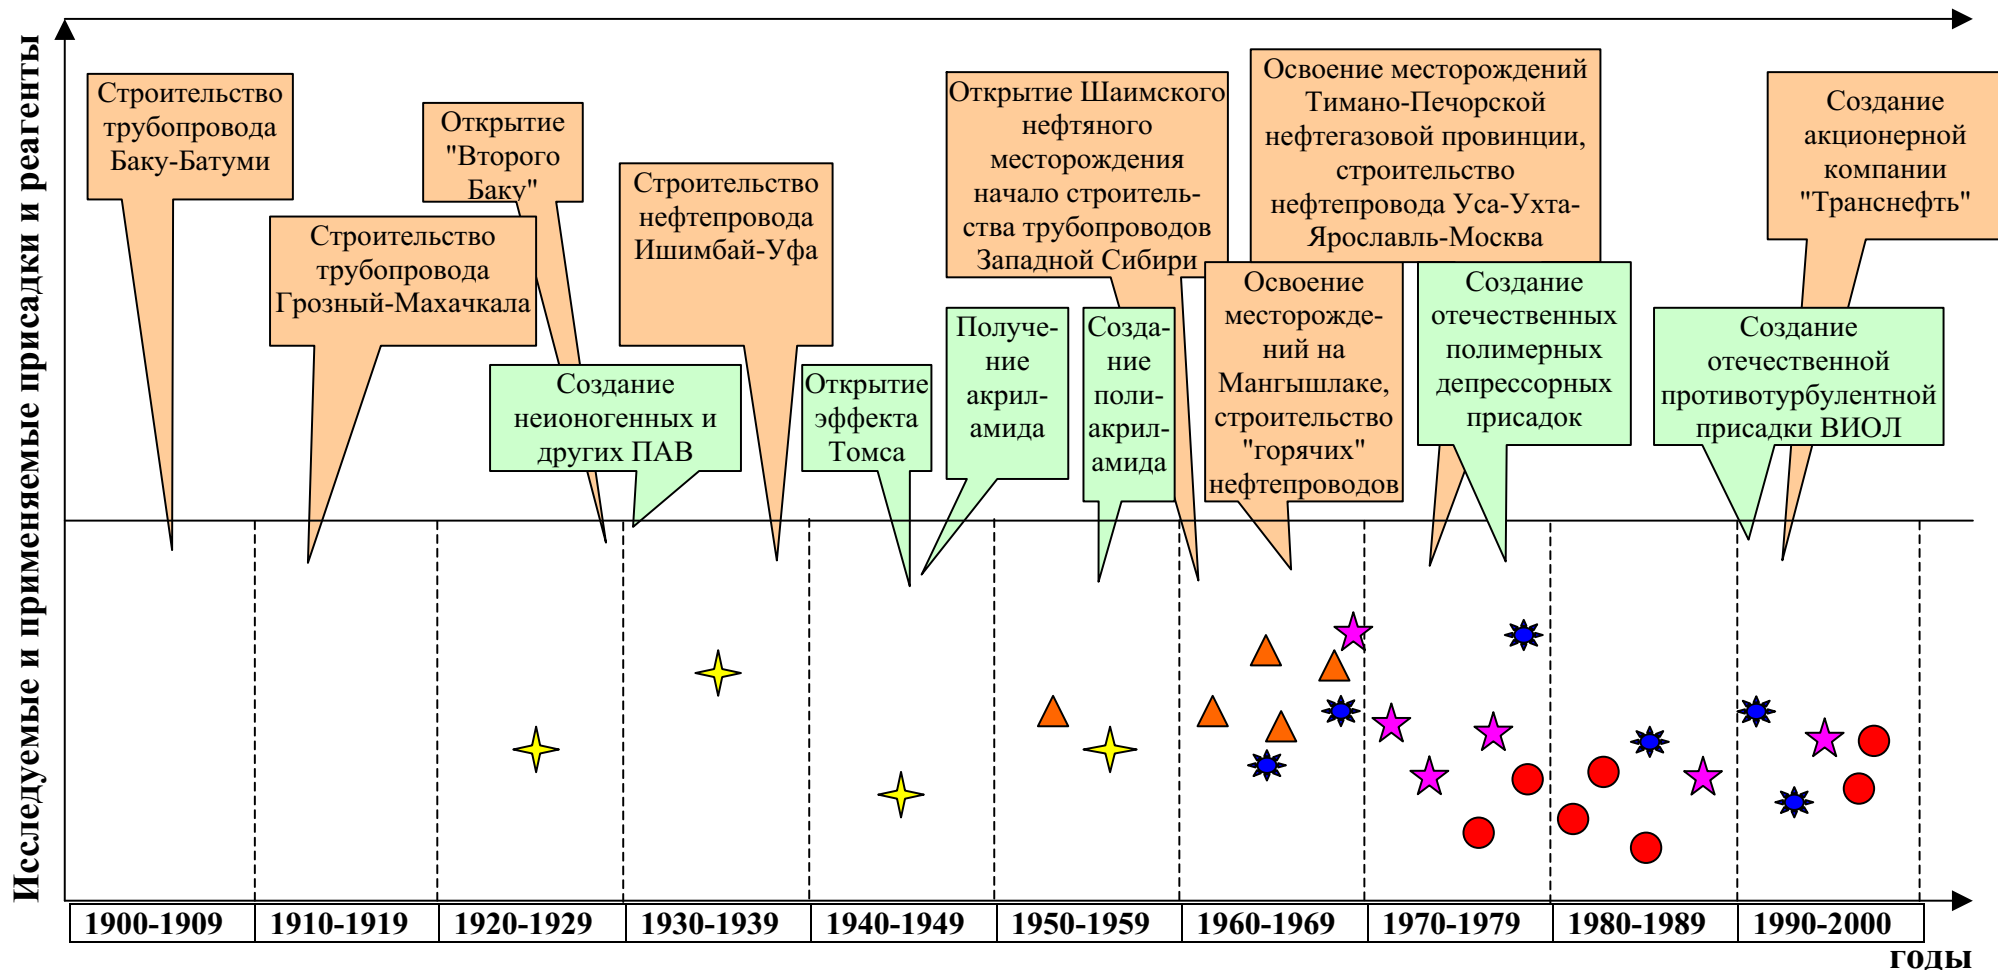 Исследуемые и применяемые присадки и реагенты
Строительство
трубопровода
Баку-Батуми
Строительство
трубопровода
Грозный-Махачкала
Открытие
"Второго
Баку"
Создание
неионогенных и
других ПАВ
Строительство
нефтепровода
Ишимбай-Уфа
Открытие
эффекта
Томса
Получе-
ние
акрил-
амида
Открытие Шаимского
нефтяного
месторождения
начало строитель-
ства трубопроводов
Западной Сибири
Созда-
ние
поли-
акрил-
амида
Освоение
месторожде-
ний на
Мангышлаке,
строительство
"горячих"
нефтепроводов
Освоение месторождений
Тимано-Печорской
нефтегазовой провинции,
строительство
нефтепровода Уса-Ухта-
Ярославль-Москва
Создание
отечественных
полимерных
депрессорных
присадок
Создание
отечественной
противотурбулентной
присадки ВИОЛ
Создание
акционерной
компании
"Транснефть"
1900-1909
1910-1919
1920-1929
1930-1939
1940-1949
1950-1959
1960-1969
1970-1979
1980-1989
1990-2000
годы